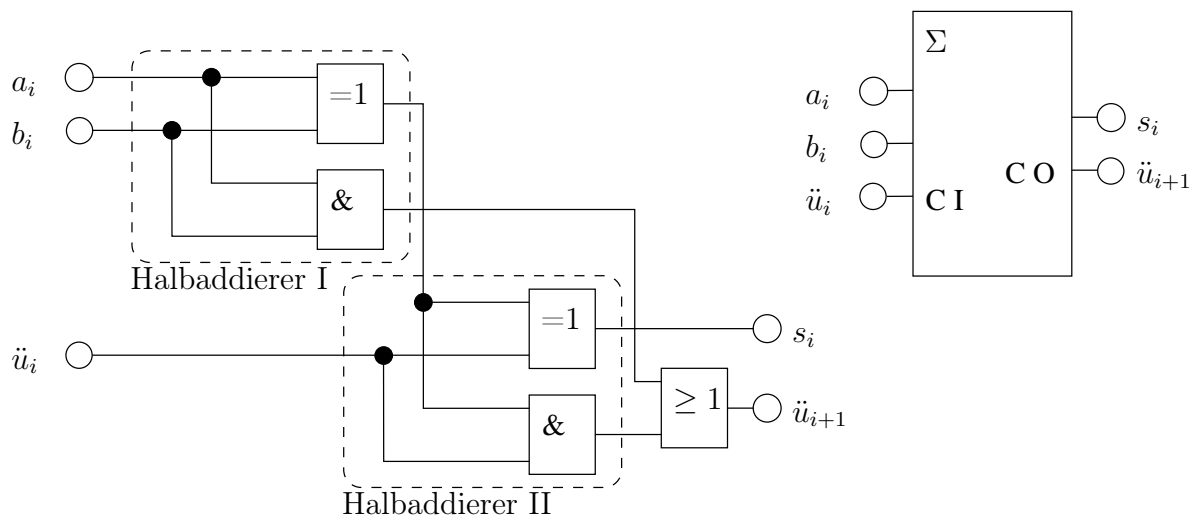 a_i
b_i
=1
&
Halbaddierer I
ü_i
=1
&
Halbaddierer II
≥ 1
s_i
ü_{i+1}
Σ
a_i
b_i
ü_i
C I
C O
s_i
ü_{i+1}